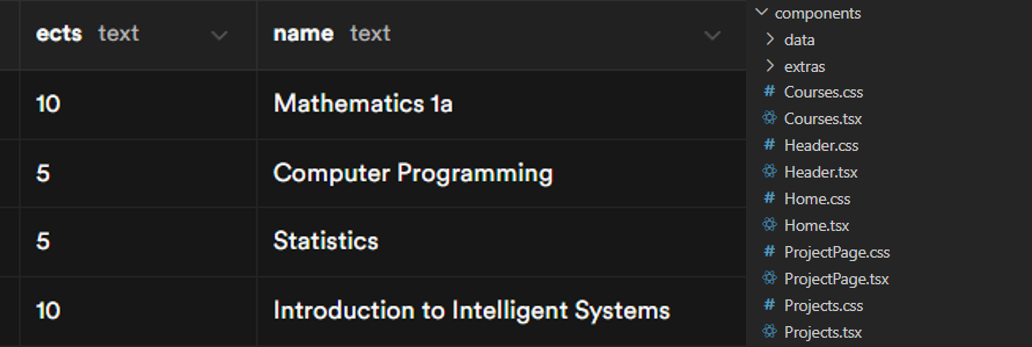 ects text name text
10 Mathematics 1a
5 Computer Programming
5 Statistics
10 Introduction to Intelligent Systems
components
data
extras
# Courses.css
Courses.tsx
# Header.css
Header.tsx
# Home.css
Home.tsx
# ProjectPage.css
ProjectPage.tsx
# Projects.css
Projects.tsx